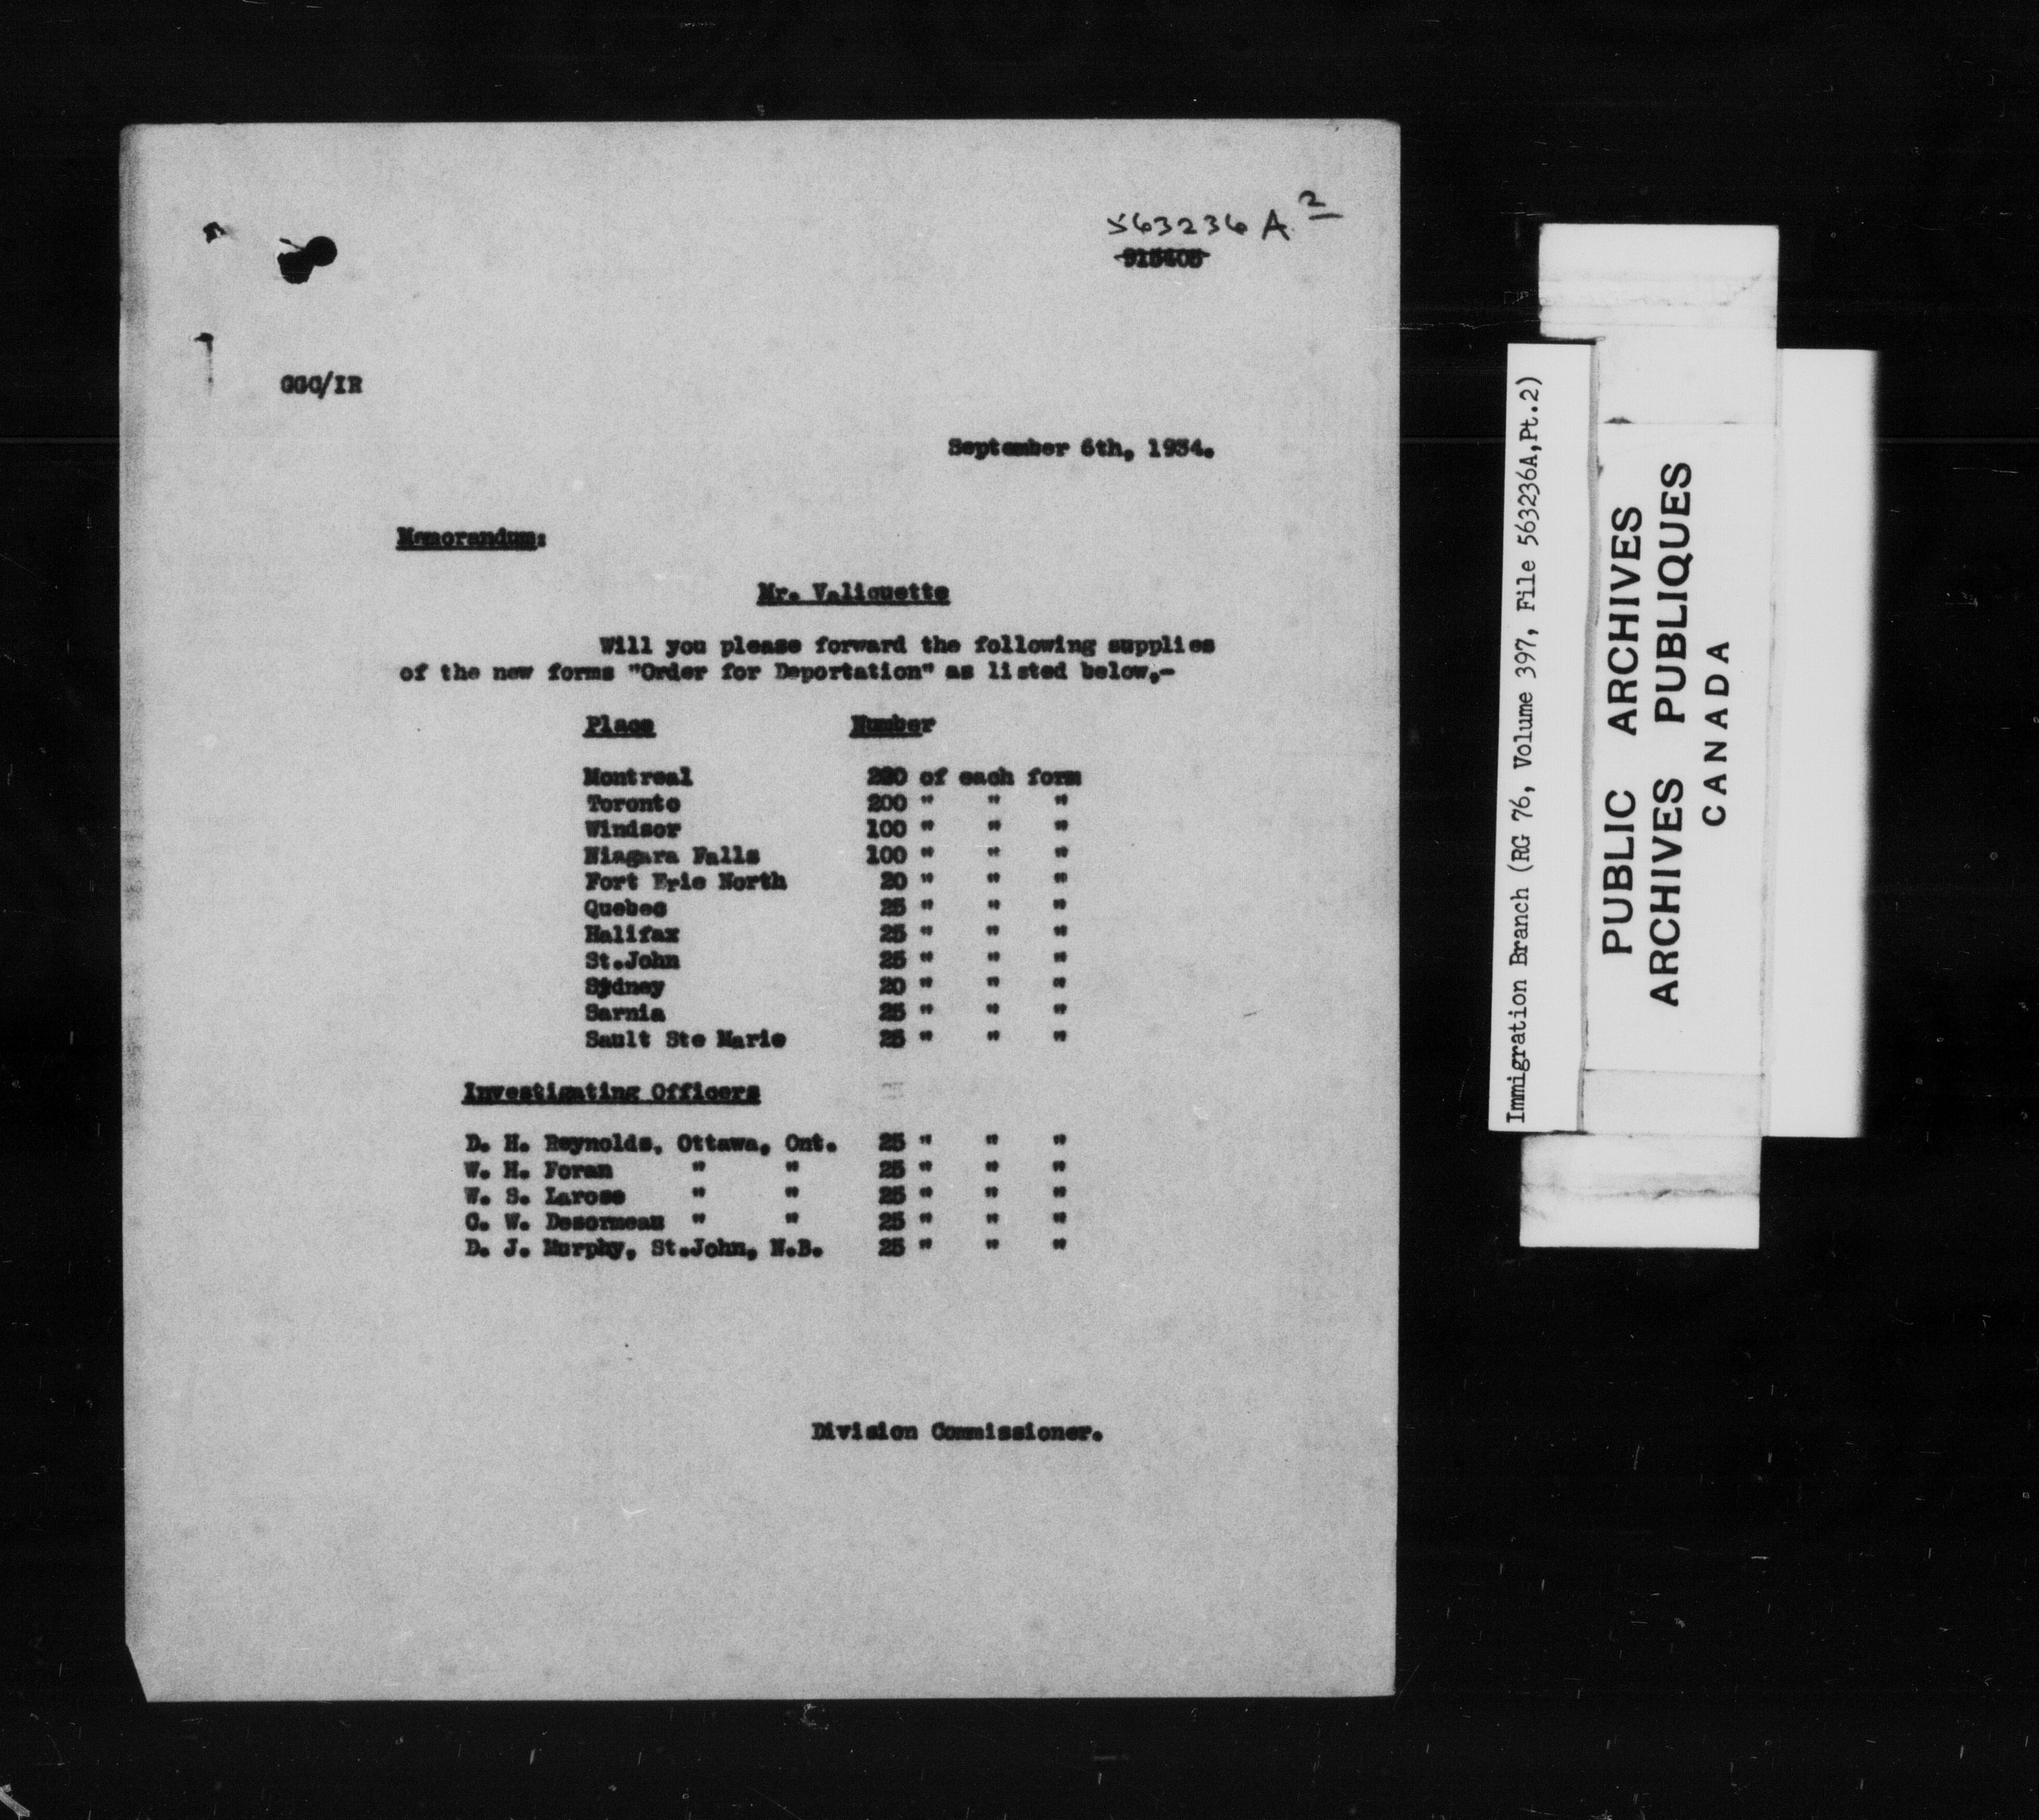 563236 A 2
915405
GGC/IR
September 6th, 1934.
Memorandum:
Mr. Valiquette
Will you please forward the following supplies
of the new forms "Order for Deportation" as listed below,-
Place Number
Montreal 200 of each form
Toronto 200 " " "
Windsor 100 " " "
Niagara Falls 100 " " "
Fort Erie North 20 " " "
Quebec 25 " " "
Halifax 25 " " "
St.John 25 " " "
Sydney 20 " " "
Sarnia 25 " " "
Sault Ste Marie 25 " " "
Investigating Officers
D. H. Reynolds, Ottawa, Ont. 25 " " "
W. H. Foran " " 25 " " "
W. S. Larose " " 25 " " "
C. W. Desormeau " " 25 " " "
D. J. Murphy, St.John, N.B. 25 " " "
Division Commissioner.
Immigration Branch (RG 76, Volume 397, File 563236A,Pt.2)
PUBLIC ARCHIVES
ARCHIVES PUBLIQUES
CANADA